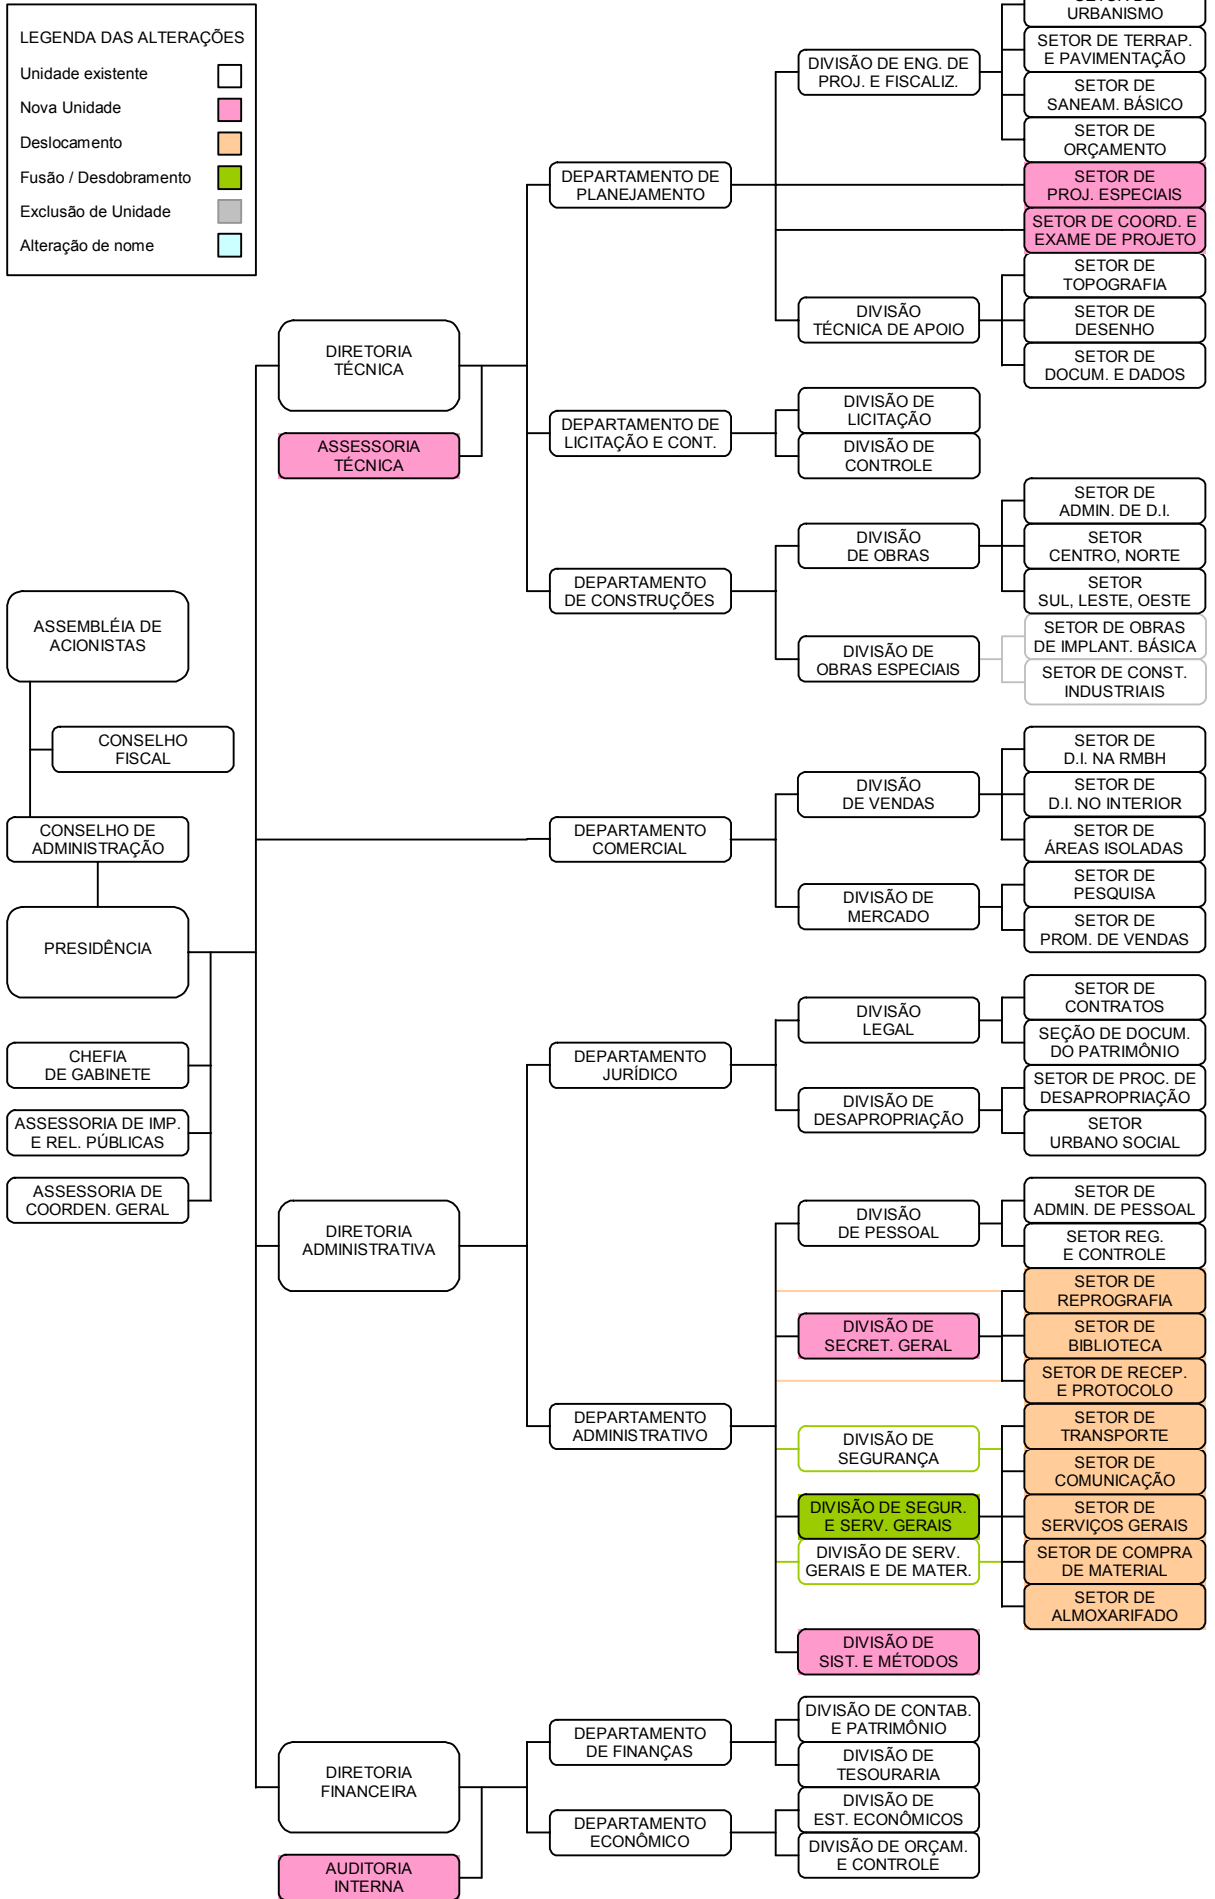 LEGENDA DAS ALTERAÇÕES
Unidade existente
Nova Unidade
Deslocamento
Fusão / Desdobramento
Exclusão de Unidade
Alteração de nome
ASSEMBLÉIA DE
ACIONISTAS
CONSELHO
FISCAL
CONSELHO DE
ADMINISTRAÇÃO
PRESIDÊNCIA
CHEFIA
DE GABINETE
ASSESSORIA DE IMP.
E REL. PÚBLICAS
ASSESSORIA DE
COORDEN. GERAL
DIRETORIA
TÉCNICA
ASSESSORIA
TÉCNICA
DEPARTAMENTO DE
PLANEJAMENTO
DIVISÃO DE ENG. DE
PROJ. E FISCALIZ.
SETOR DE
URBANISMO
SETOR DE TERRAP.
E PAVIMENTAÇÃO
SETOR DE
SANEAM. BÁSICO
SETOR DE
ORÇAMENTO
SETOR DE
PROJ. ESPECIAIS
SETOR DE COORD. E
EXAME DE PROJETO
DIVISÃO
TÉCNICA DE APOIO
SETOR DE
TOPOGRAFIA
SETOR DE
DESENHO
SETOR DE
DOCUM. E DADOS
DEPARTAMENTO DE
LICITAÇÃO E CONT.
DIVISÃO DE
LICITAÇÃO
DIVISÃO DE
CONTROLE
DEPARTAMENTO
DE CONSTRUÇÕES
DIVISÃO
DE OBRAS
SETOR DE
ADMIN. DE D.I.
SETOR
CENTRO, NORTE
SETOR
SUL, LESTE, OESTE
DIVISÃO DE
OBRAS ESPECIAIS
SETOR DE OBRAS
DE IMPLANT. BÁSICA
SETOR DE CONST.
INDUSTRIAIS
DEPARTAMENTO
COMERCIAL
DIVISÃO
DE VENDAS
SETOR DE
D.I. NA RMBH
SETOR DE
D.I. NO INTERIOR
SETOR DE
ÁREAS ISOLADAS
DIVISÃO DE
MERCADO
SETOR DE
PESQUISA
SETOR DE
PROM. DE VENDAS
DIRETORIA
ADMINISTRATIVA
DEPARTAMENTO
JURÍDICO
DIVISÃO
LEGAL
SETOR DE
CONTRATOS
SEÇÃO DE DOCUM.
DO PATRIMÔNIO
DIVISÃO DE
DESAPROPRIAÇÃO
SETOR DE PROC. DE
DESAPROPRIAÇÃO
SETOR
URBANO SOCIAL
DEPARTAMENTO
ADMINISTRATIVO
DIVISÃO
DE PESSOAL
SETOR DE
ADMIN. DE PESSOAL
SETOR REG.
E CONTROLE
DIVISÃO DE
SECRET. GERAL
SETOR DE
REPROGRAFIA
SETOR DE
BIBLIOTECA
SETOR DE RECEP.
E PROTOCOLO
DIVISÃO DE
SEGURANÇA
DIVISÃO DE SEGUR.
E SERV. GERAIS
DIVISÃO DE SERV.
GERAIS E DE MATER.
SETOR DE
TRANSPORTE
SETOR DE
COMUNICAÇÃO
SETOR DE
SERVIÇOS GERAIS
SETOR DE COMPRA
DE MATERIAL
SETOR DE
ALMOXARIFADO
DIVISÃO DE
SIST. E MÉTODOS
DIRETORIA
FINANCEIRA
AUDITORIA
INTERNA
DEPARTAMENTO
DE FINANÇAS
DIVISÃO DE CONTAB.
E PATRIMÔNIO
DIVISÃO DE
TESOURARIA
DEPARTAMENTO
ECONÔMICO
DIVISÃO DE
EST. ECONÔMICOS
DIVISÃO DE ORÇAM.
E CONTROLE